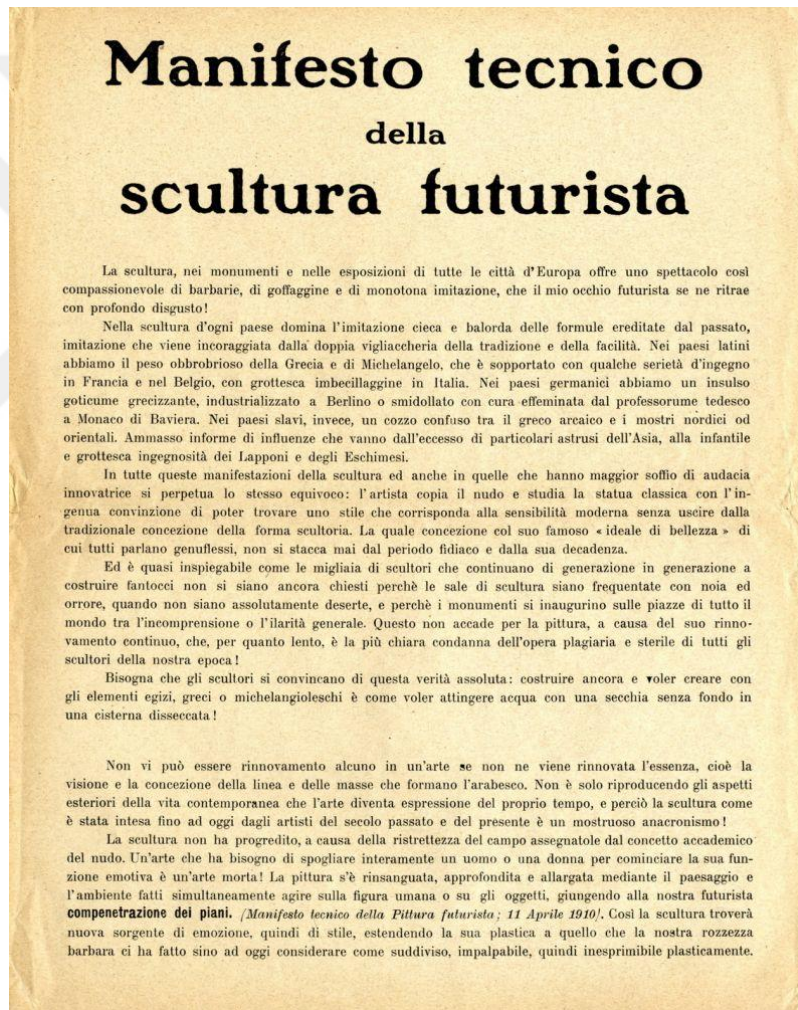 Manifesto tecnico
della
scultura futurista
La scultura, nei monumenti e nelle esposizioni di tutte le città d'Europa offre uno spettacolo così
compassionevole di barbarie, di goffaggine e di monotona imitazione, che il mio occhio futurista se ne ritrae
con profondo disgusto!
Nella scultura d'ogni paese domina l'imitazione cieca e balorda delle formule ereditate dal passato,
imitazione che viene incoraggiata dalla doppia vigliaccheria della tradizione e della facilità. Nei paesi latini
abbiamo il peso obbrobrioso della Grecia e di Michelangelo, che è sopportato con qualche serietà d'ingegno
in Francia e nel Belgio, con grottesca imbecillaggine in Italia. Nei paesi germanici abbiamo un insulso
goticume grecizzante, industrializzato a Berlino o smidollato con cura effeminata dal professorume tedesco
a Monaco di Baviera. Nei paesi slavi, invece, un cozzo confuso tra il greco arcaico e i mostri nordici od
orientali. Ammasso informe di influenze che vanno dall'eccesso di particolari astrusi dell'Asia, alla infantile
e grottesca ingegnosità dei Lapponi e degli Eschimesi.
In tutte queste manifestazioni della scultura ed anche in quelle che hanno maggior soffio di audacia
innovatrice si perpetua lo stesso equivoco: l'artista copia il nudo e studia la statua classica con l'in-
genua convinzione di poter trovare uno stile che corrisponda alla sensibilità moderna senza uscire dalla
tradizionale concezione della forma scultoria. La quale concezione col suo famoso « ideale di bellezza » di
cui tutti parlano genuflessi, non si stacca mai dal periodo fidiaco e dalla sua decadenza.
Ed è quasi inspiegabile come le migliaia di scultori che continuano di generazione in generazione a
costruire fantocci non si siano ancora chiesti perchè le sale di scultura siano frequentate con noia ed
orrore, quando non siano assolutamente deserte, e perchè i monumenti si inaugurino sulle piazze di tutto il
mondo tra l'incomprensione o l'ilarità generale. Questo non accade per la pittura, a causa del suo rinno-
vamento continuo, che, per quanto lento, è la più chiara condanna dell'opera plagiaria e sterile di tutti gli
scultori della nostra epoca!
Bisogna che gli scultori si convincano di questa verità assoluta: costruire ancora e voler creare con
gli elementi egizi, greci o michelangioleschi è come voler attingere acqua con una secchia senza fondo in
una cisterna disseccata!
Non vi può essere rinnovamento alcuno in un'arte se non ne viene rinnovata l'essenza, cioè la
visione e la concezione della linea e delle masse che formano l'arabesco. Non è solo riproducendo gli aspetti
esteriori della vita contemporanea che l'arte diventa espressione del proprio tempo, e perciò la scultura come
è stata intesa fino ad oggi dagli artisti del secolo passato e del presente è un mostruoso anacronismo!
La scultura non ha progredito, a causa della ristrettezza del campo assegnatole dal concetto accademico
del nudo. Un'arte che ha bisogno di spogliare interamente un uomo o una donna per cominciare la sua fun-
zione emotiva è un'arte morta! La pittura s'è rinsanguata, approfondita e allargata mediante il paesaggio e
l'ambiente fatti simultaneamente agire sulla figura umana o su gli oggetti, giungendo alla nostra futurista
compenetrazione dei piani. (Manifesto tecnico della Pittura futurista; 11 Aprile 1910). Così la scultura troverà
nuova sorgente di emozione, quindi di stile, estendendo la sua plastica a quello che la nostra rozzezza
barbara ci ha fatto sino ad oggi considerare come suddiviso, impalpabile, quindi inesprimibile plasticamente.